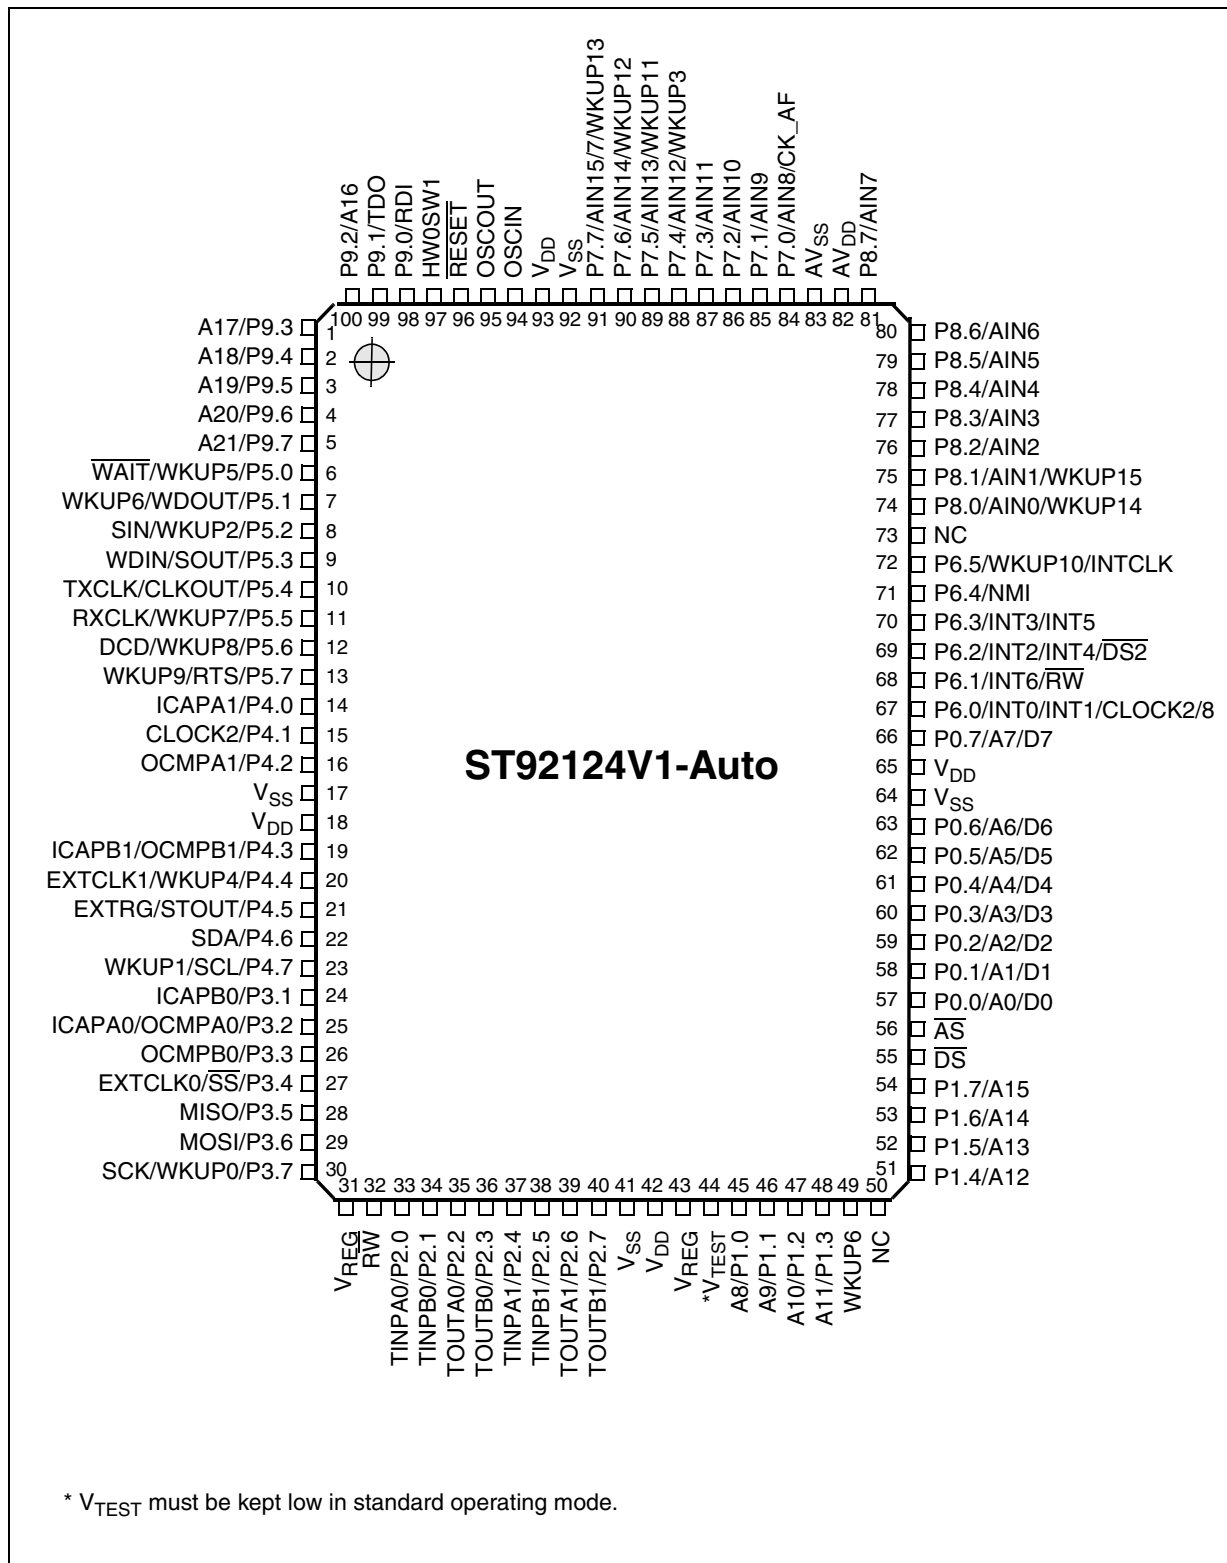 P9.2/A16
P9.1/TDO
P9.0/RDI
HW0SW1
RESET
OSCOUT
OSCIN
VDD
VSS
P7.7/AIN15/7/WKUP13
P7.6/AIN14/WKUP12
P7.5/AIN13/WKUP11
P7.4/AIN12/WKUP3
P7.3/AIN11
P7.2/AIN10
P7.1/AIN9
P7.0/AIN8/CK_AF
AVSS
AVDD
P8.7/AIN7
100 99 98 97 96 95 94 93 92 91 90 89 88 87 86 85 84 83 82 81
A17/P9.3 1
A18/P9.4 2
A19/P9.5 3
A20/P9.6 4
A21/P9.7 5
WAIT/WKUP5/P5.0 6
WKUP6/WDOUT/P5.1 7
SIN/WKUP2/P5.2 8
WDIN/SOUT/P5.3 9
TXCLK/CLKOUT/P5.4 10
RXCLK/WKUP7/P5.5 11
DCD/WKUP8/P5.6 12
WKUP9/RTS/P5.7 13
ICAPA1/P4.0 14
CLOCK2/P4.1 15
OCMPA1/P4.2 16
VSS 17
VDD 18
ICAPB1/OCMPB1/P4.3 19
EXTCLK1/WKUP4/P4.4 20
EXTRG/STOUT/P4.5 21
SDA/P4.6 22
WKUP1/SCL/P4.7 23
ICAPB0/P3.1 24
ICAPA0/OCMPA0/P3.2 25
OCMPB0/P3.3 26
EXTCLK0/SS/P3.4 27
MISO/P3.5 28
MOSI/P3.6 29
SCK/WKUP0/P3.7 30
ST92124V1-Auto
80 P8.6/AIN6
79 P8.5/AIN5
78 P8.4/AIN4
77 P8.3/AIN3
76 P8.2/AIN2
75 P8.1/AIN1/WKUP15
74 P8.0/AIN0/WKUP14
73 NC
72 P6.5/WKUP10/INTCLK
71 P6.4/NMI
70 P6.3/INT3/INT5
69 P6.2/INT2/INT4/DS2
68 P6.1/INT6/RW
67 P6.0/INT0/INT1/CLOCK2/8
66 P0.7/A7/D7
65 VDD
64 VSS
63 P0.6/A6/D6
62 P0.5/A5/D5
61 P0.4/A4/D4
60 P0.3/A3/D3
59 P0.2/A2/D2
58 P0.1/A1/D1
57 P0.0/A0/D0
56 AS
55 DS
54 P1.7/A15
53 P1.6/A14
52 P1.5/A13
51 P1.4/A12
31 32 33 34 35 36 37 38 39 40 41 42 43 44 45 46 47 48 49 50
VREG
RW
TINPA0/P2.0
TINPB0/P2.1
TOUTA0/P2.2
TOUTB0/P2.3
TINPA1/P2.4
TINPB1/P2.5
TOUTA1/P2.6
TOUTB1/P2.7
VSS
VDD
VREG
*VTEST
A8/P1.0
A9/P1.1
A10/P1.2
A11/P1.3
WKUP6
NC
* VTEST must be kept low in standard operating mode.